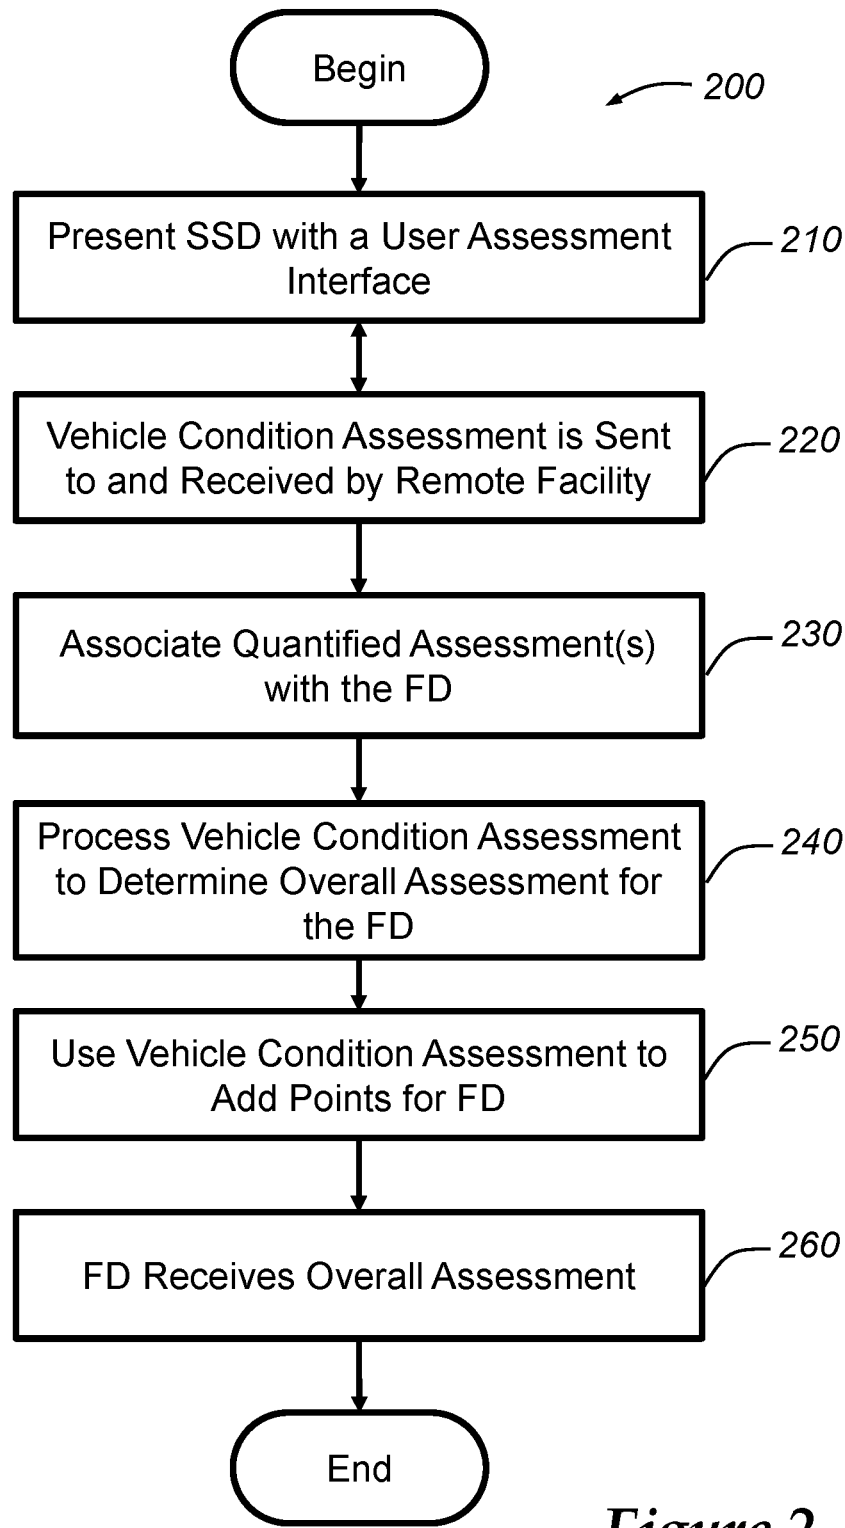 Begin
200
Present SSD with a User Assessment
Interface
210
Vehicle Condition Assessment is Sent
to and Received by Remote Facility
220
Associate Quantified Assessment(s)
with the FD
230
Process Vehicle Condition Assessment
to Determine Overall Assessment for
the FD
240
Use Vehicle Condition Assessment to
Add Points for FD
250
FD Receives Overall Assessment
260
End
Figure 2